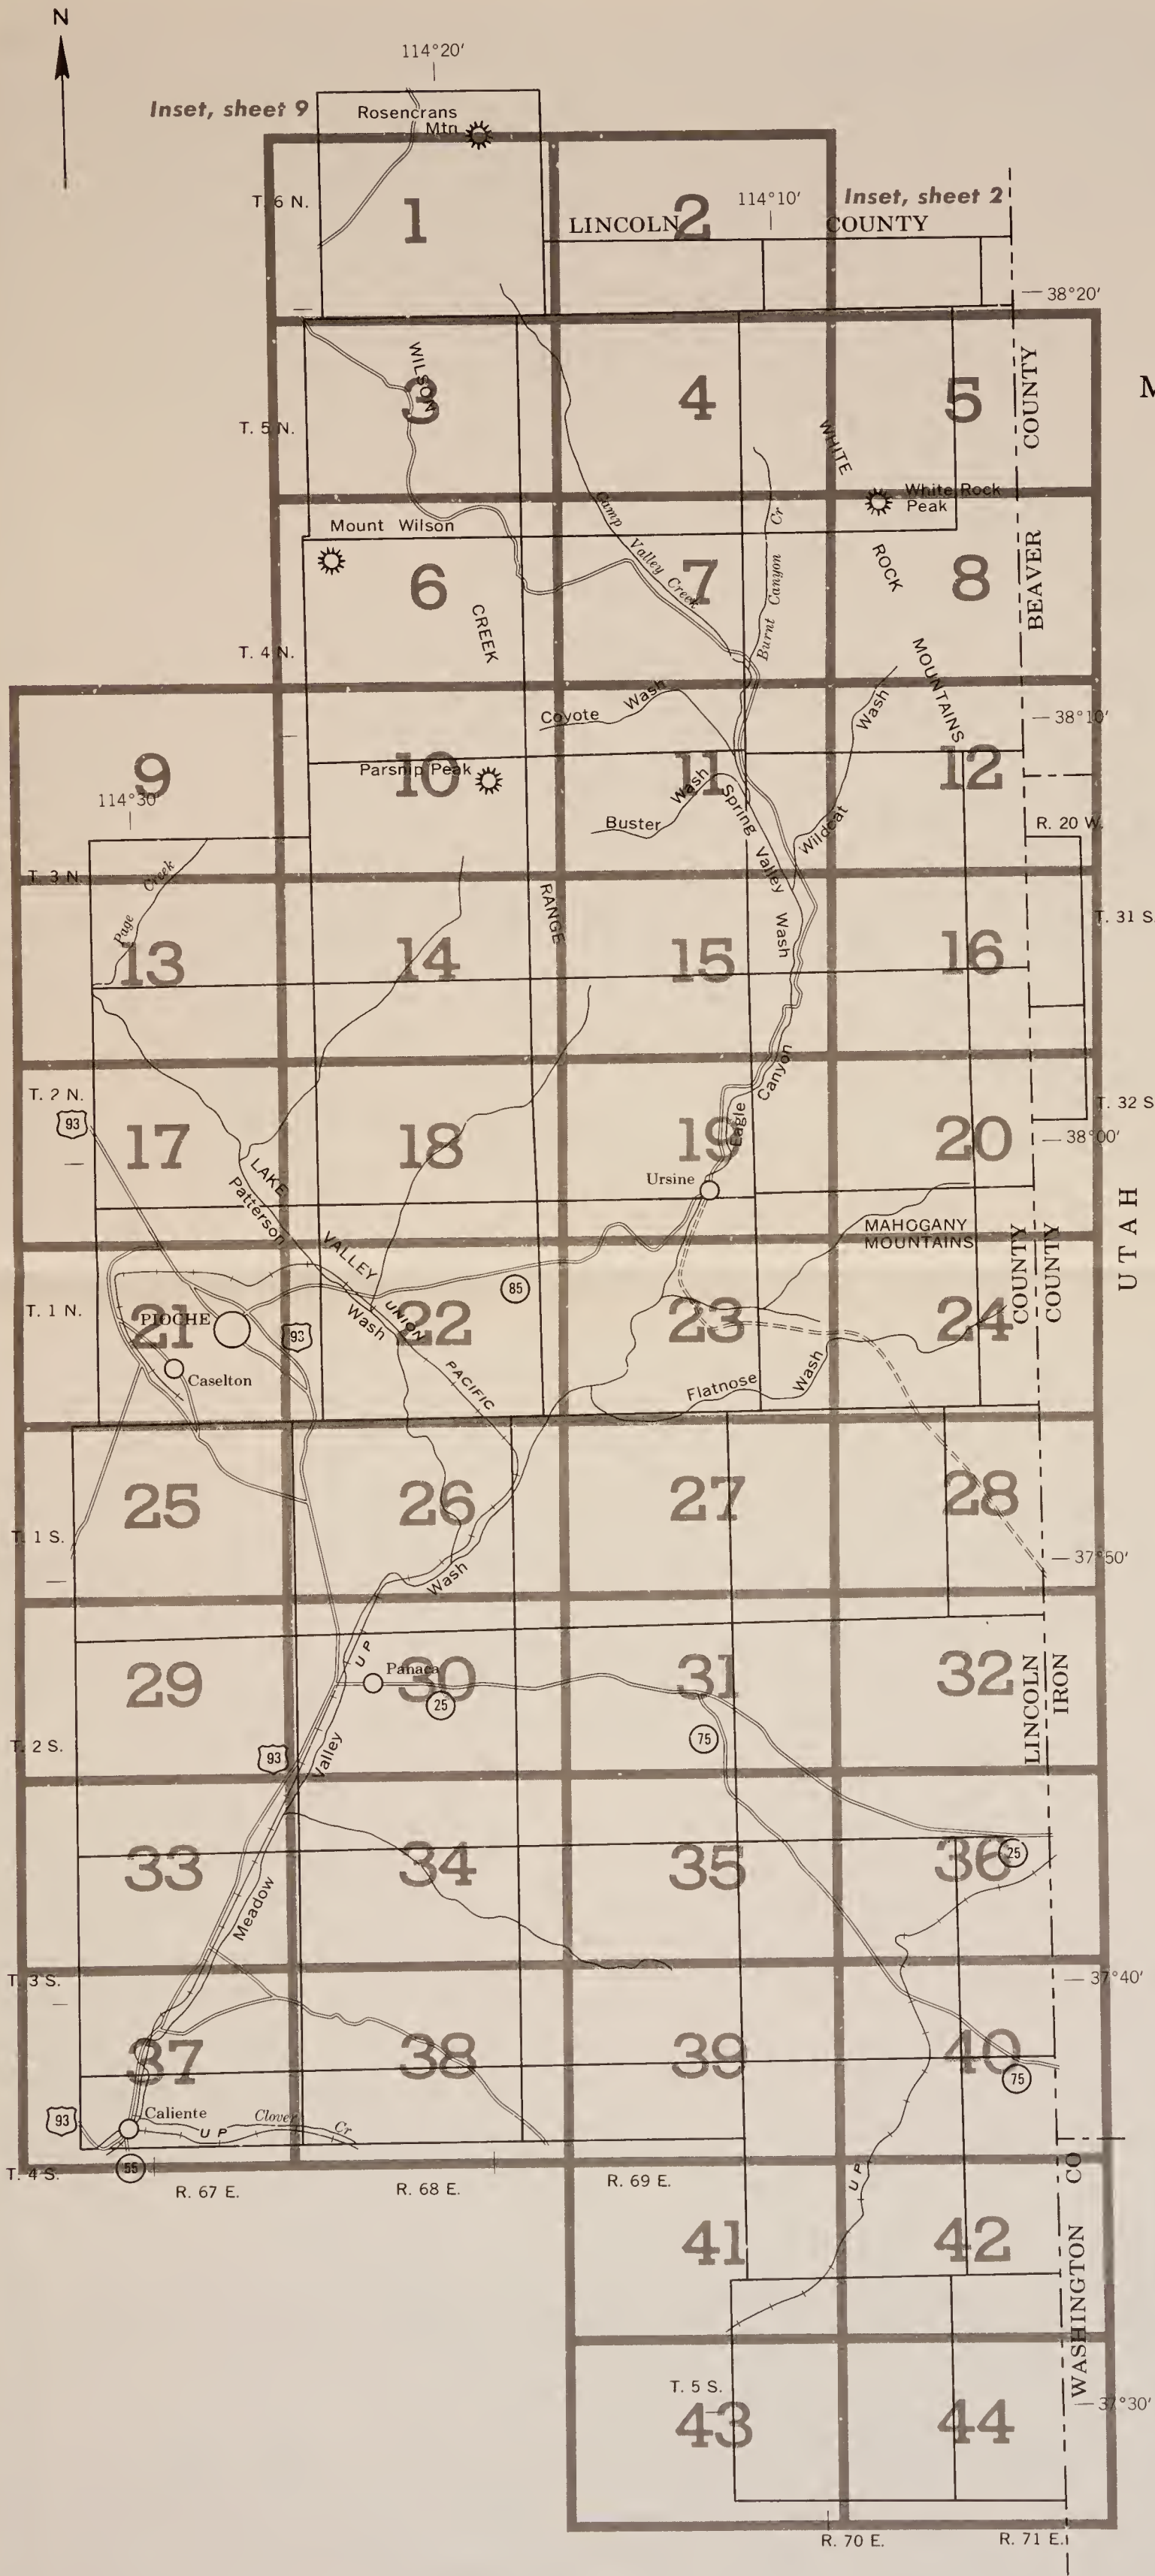 N
114°20'
Inset, sheet 9
Rosencrans
Mtn
T. 6 N.
1
2
114°10'
Inset, sheet 2
LINCOLN COUNTY
38°20'
WILSON
3
4
5
COUNTY
M
T. 5 N.
WHITE
White Rock
Peak
Camp Valley Creek
Burnt Canyon Cr
Mount Wilson
6
7
ROCK
8
BEAVER
CREEK
T. 4 N.
MOUNTAINS
Coyote Wash
Wash
38°10'
9
Parsnip Peak
10
11
12
114°30'
Buster Wash
Spring Valley Wash
Wildcat
R. 20 W.
T. 3 N.
Page Creek
RANGE
T. 31 S.
13
14
15
16
Canyon
T. 2 N.
93
T. 32 S.
17
18
19
Eagle
20
38°00'
LAKE
Patterson
Ursine
UTAH
VALLEY
MAHOGANY
MOUNTAINS
COUNTY
COUNTY
85
T. 1 N.
PIOCHE
21
93
Wash
UNION
22
23
24
PACIFIC
Caselton
Flatnose Wash
25
26
27
28
T. 1 S.
37°50'
Wash
UP
Panaca
29
30
31
32
25
LINCOLN
IRON
75
T. 2 S.
93
Valley
33
34
35
36
25
Meadow
T. 3 S.
37°40'
37
38
39
40
75
93
Caliente
UP
Clover Cr
T. 4 S.
55
R. 67 E.
R. 68 E.
R. 69 E.
UP
CO
41
42
WASHINGTON
T. 5 S.
37°30'
43
44
R. 70 E.
R. 71 E.